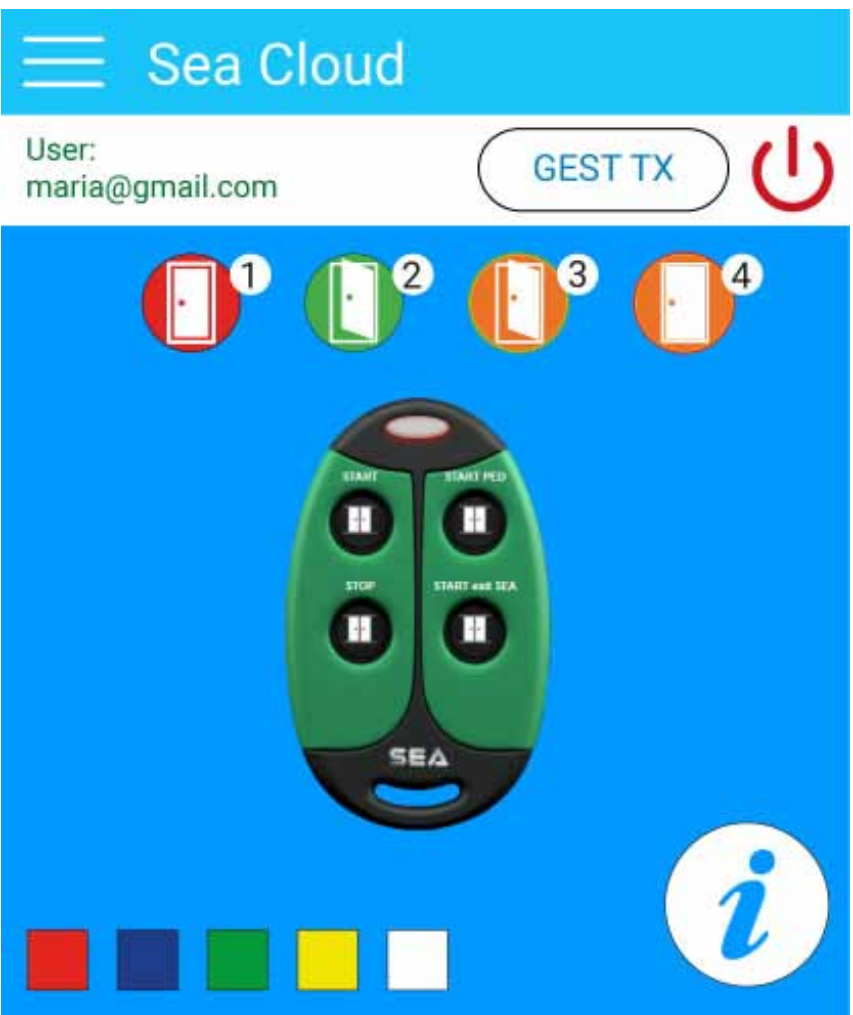 Sea Cloud
User:
maria@gmail.com
GEST TX
1 2 3 4
START START PED
STOP START exit SEA
SEA
i